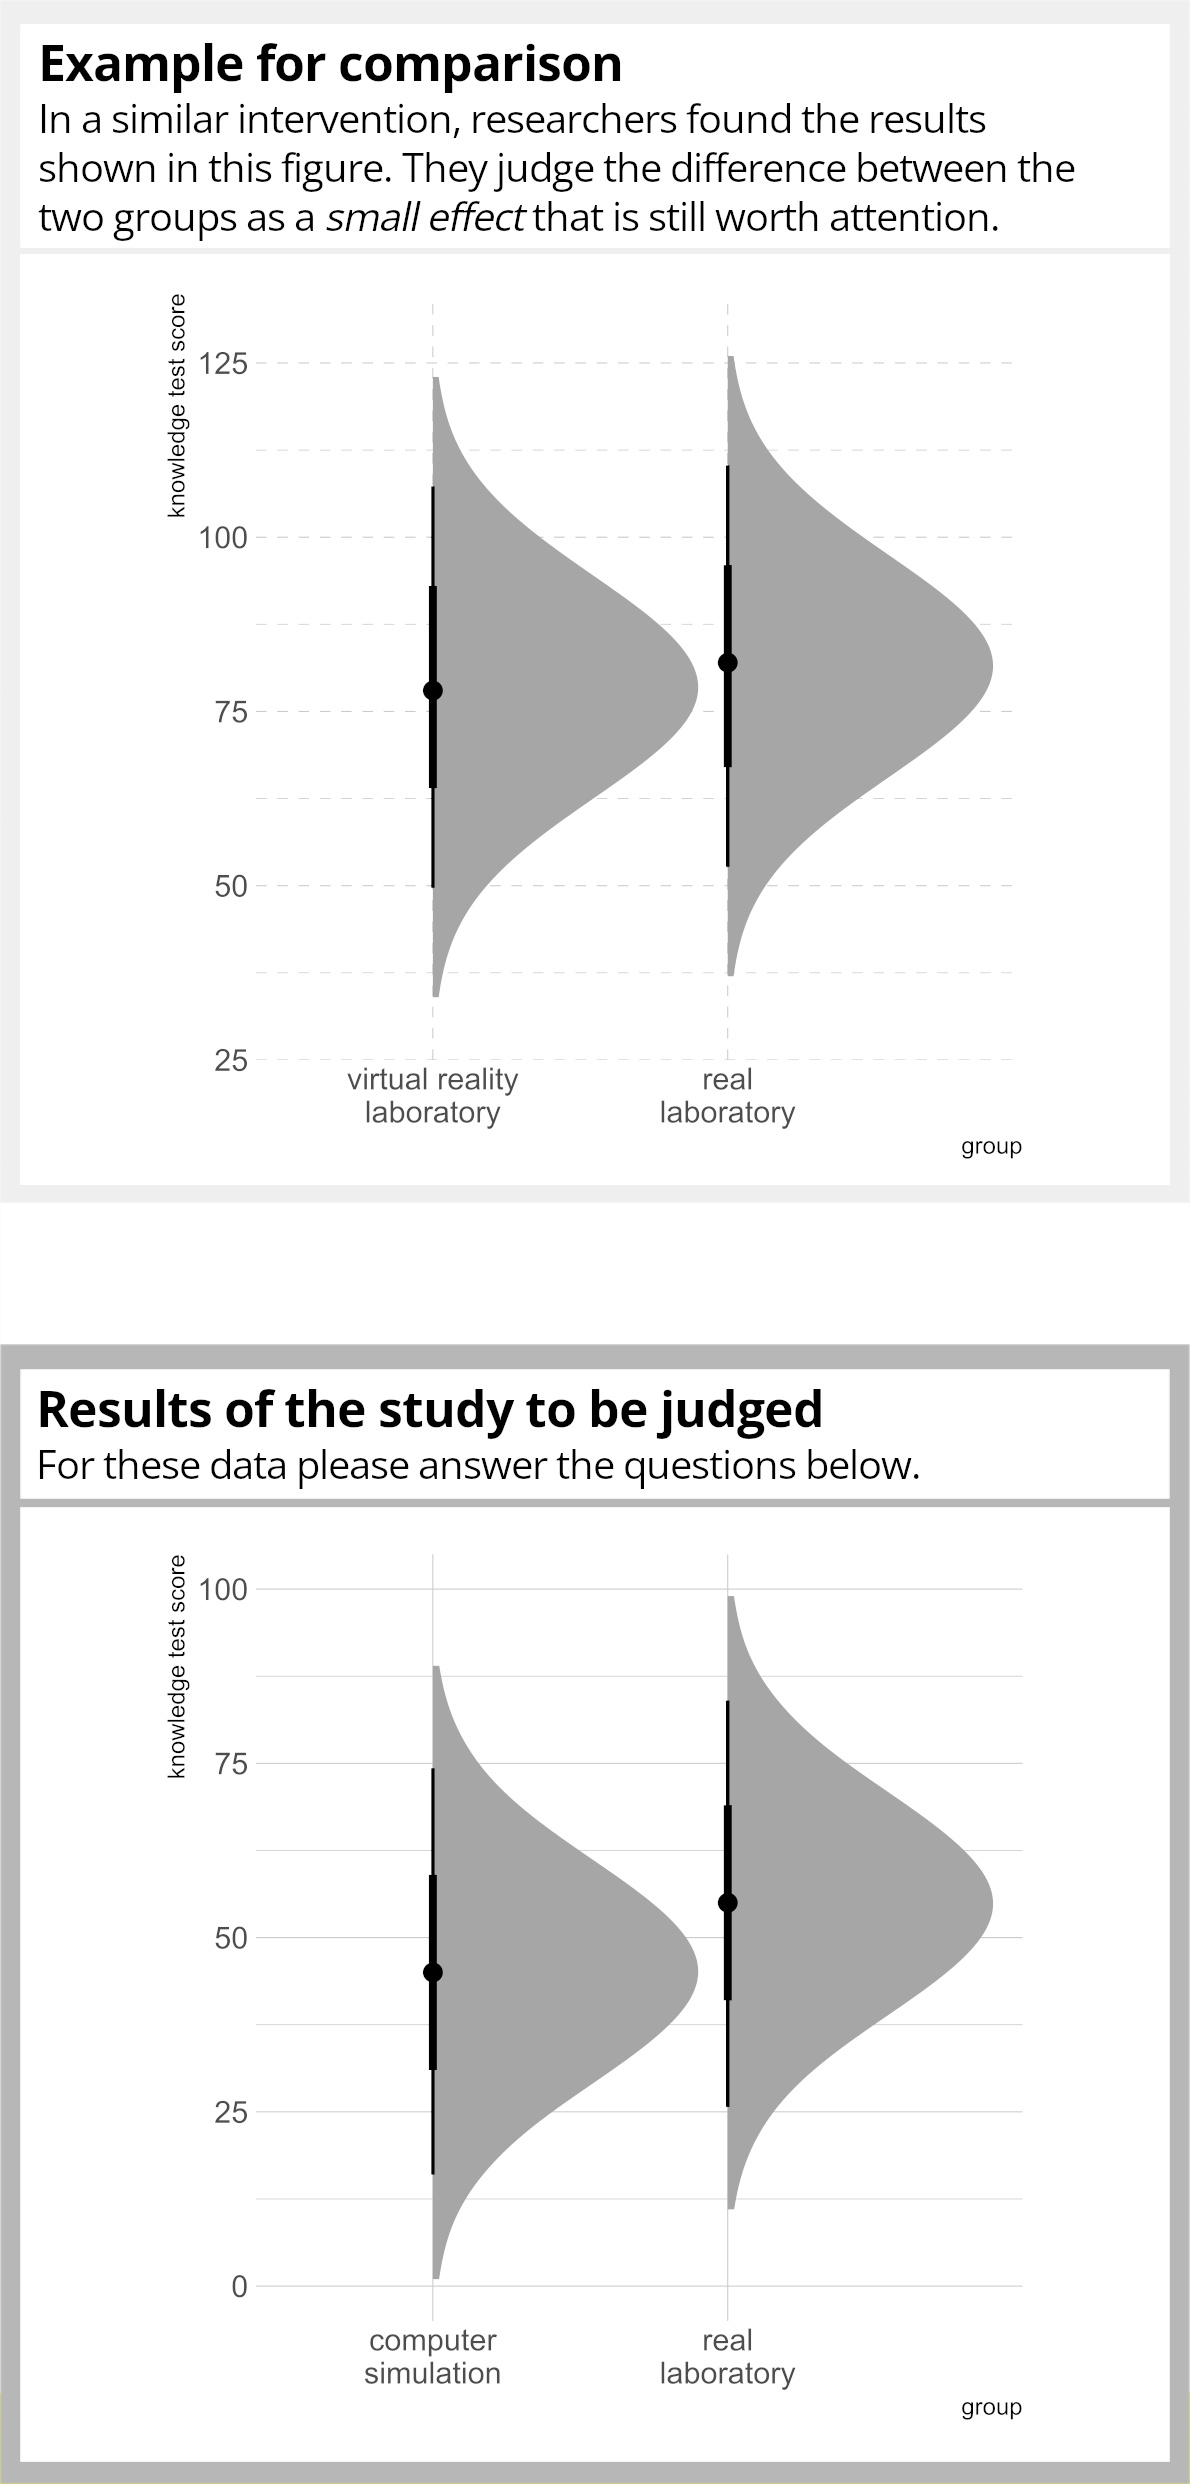 Example for comparison
In a similar intervention, researchers found the results
shown in this figure. They judge the difference between the
two groups as a small effect that is still worth attention.
knowledge test score
125
100
75
50
25
virtual reality
laboratory
real
laboratory
group
Results of the study to be judged
For these data please answer the questions below.
knowledge test score
100
75
50
25
0
computer
simulation
real
laboratory
group